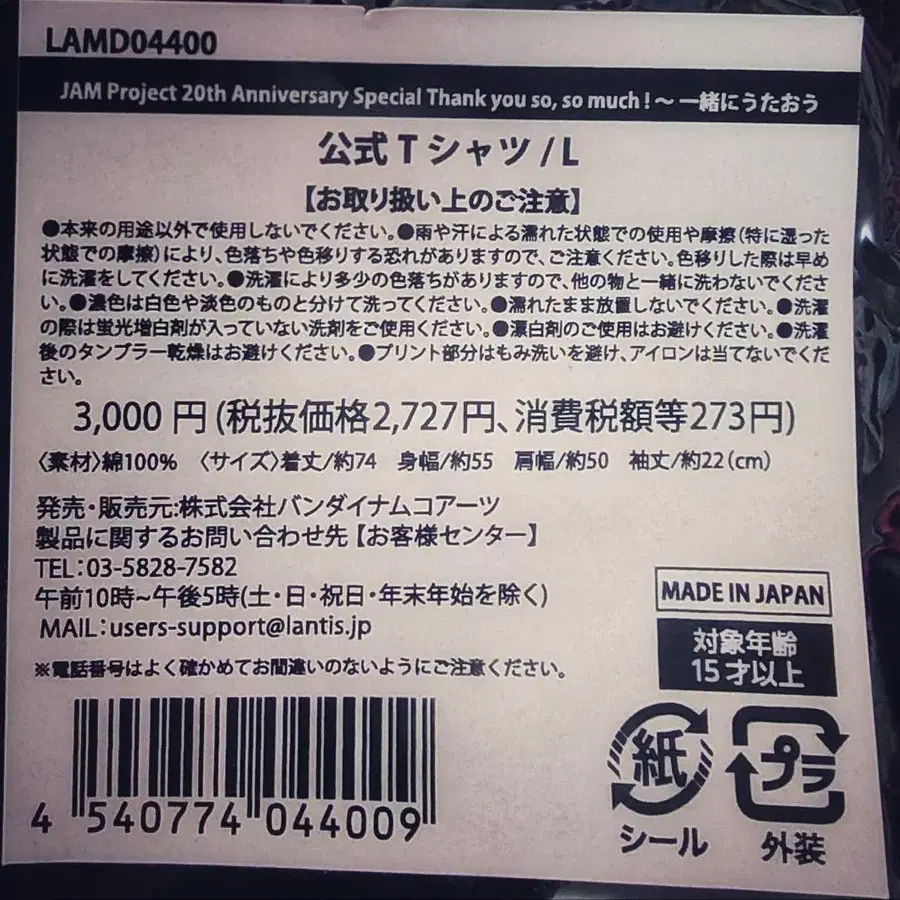 LAMD04400
JAM Project 20th Anniversary Special Thank you so, so much!～一緒にうたおう
公式Tシャツ/L
【お取り扱い上のご注意】
●本来の用途以外で使用しないでください。●雨や汗による濡れた状態での使用や摩擦(特に湿った
状態での摩擦)により、色落ちや色移りする恐れがありますので、ご注意ください。色移りした際は早め
に洗濯をしてください。●洗濯により多少の色落ちがありますので、他の物と一緒に洗わないでくださ
い。●濃色は白色や淡色のものと分けて洗ってください。●濡れたまま放置しないでください。●洗濯
の際は蛍光増白剤が入っていない洗剤をご使用ください。●漂白剤のご使用はお避けください。●洗濯
後のタンブラー乾燥はお避けください。●プリント部分はもみ洗いを避け、アイロンは当てないでくだ
さい。
3,000 円(税抜価格2,727円、消費税額等273円)
〈素材〉綿100% 〈サイズ〉着丈/約74 身幅/約55 肩幅/約50 袖丈/約22(cm)
発売・販売元:株式会社バンダイナムコアーツ
製品に関するお問い合わせ先【お客様センター】
TEL:03-5828-7582
午前10時~午後5時(土・日・祝日・年末年始を除く)
MAIL:users-support@lantis.jp
※電話番号はよく確かめてお間違いのないようにご注意ください。
MADE IN JAPAN
対象年齢
15才以上
紙
シール
プラ
外装
4 540774 044009